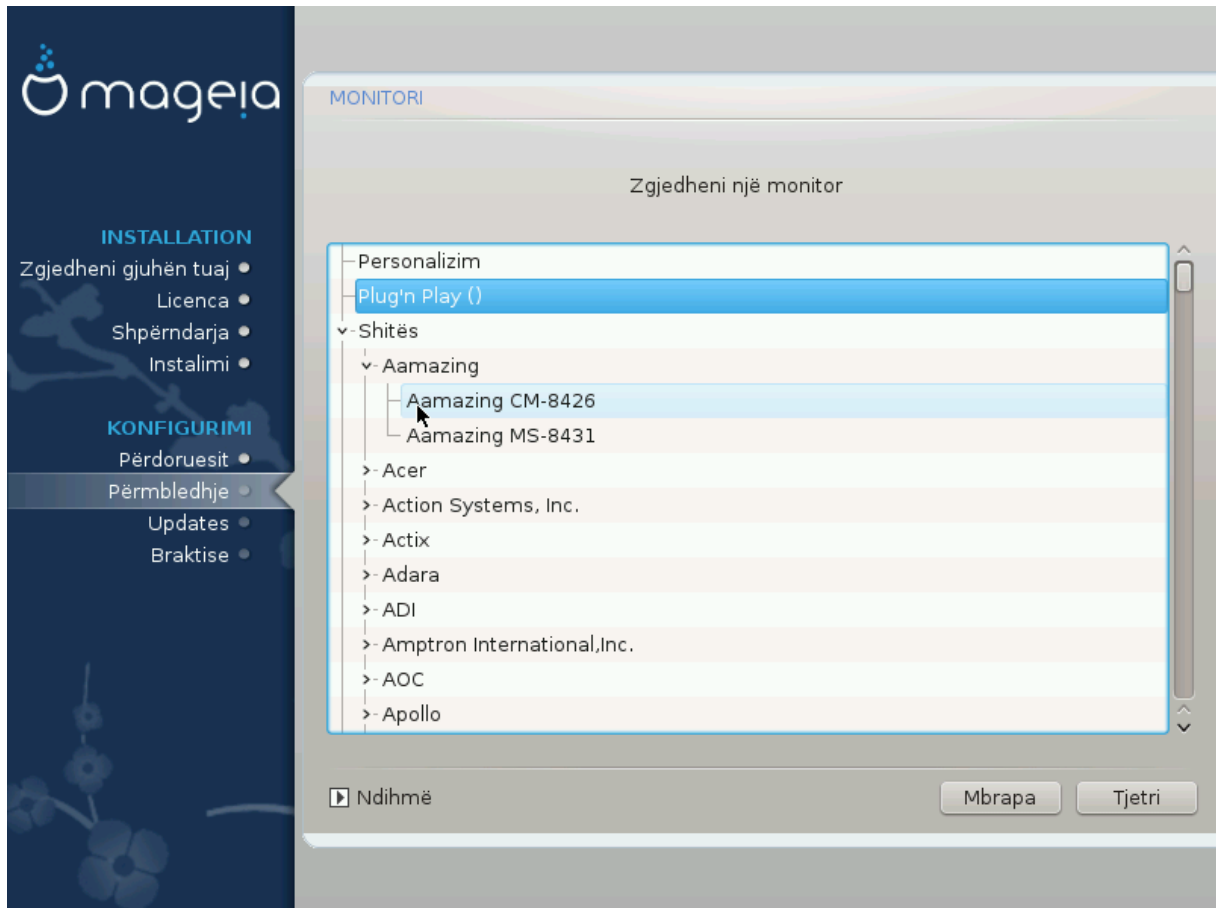 mageia
INSTALLATION
Zgjedheni gjuhën tuaj
Licenca
Shpërndarja
Instalimi
KONFIGURIMI
Përdoruesit
Përmbledhje
Updates
Braktise
MONITORI
Zgjedheni një monitor
Personalizim
Plug'n Play ()
Shitës
Aamazing
Aamazing CM-8426
Aamazing MS-8431
Acer
Action Systems, Inc.
Actix
Adara
ADI
Amptron International,Inc.
AOC
Apollo
Ndihmë
Mbrapa
Tjetri